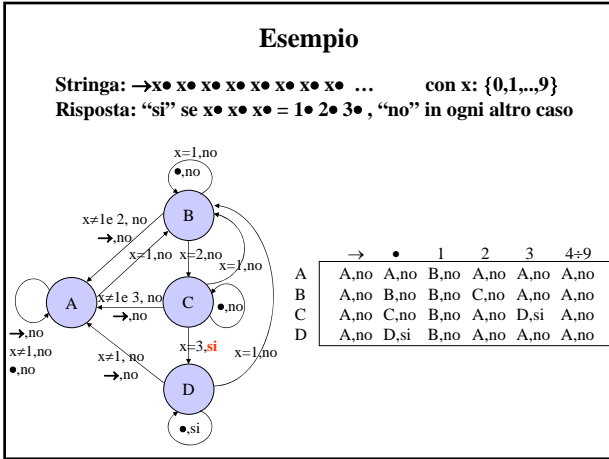 Esempio
Stringa: →x● x● x● x● x● x● x● x● … con x: {0,1,..,9}
Risposta: “si” se x● x● x● = 1● 2● 3● , “no” in ogni altro caso
x=1,no
●,no
B
x≠1e 2, no
→,no
x=1,no
x=2,no
x=1,no
A
x≠1e 3, no
→,no
C
●,no
→,no
x≠1,no
●,no
x≠1, no
→,no
x=3,si
x=1,no
D
●,si
→ ● 1 2 3 4÷9
A A,no A,no B,no A,no A,no A,no
B A,no B,no B,no C,no A,no A,no
C A,no C,no B,no A,no D,si A,no
D A,no D,si B,no A,no A,no A,no